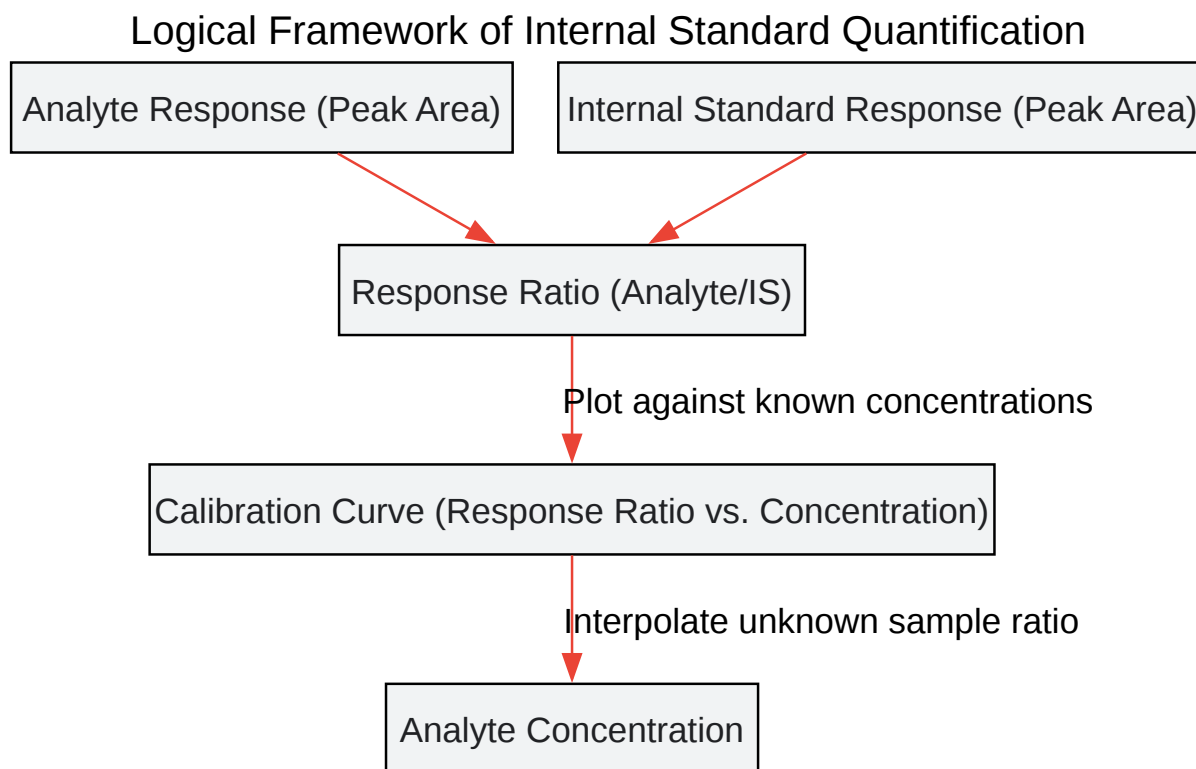 Logical Framework of Internal Standard Quantification
Analyte Response (Peak Area)
Internal Standard Response (Peak Area)
Response Ratio (Analyte/IS)
Plot against known concentrations
Calibration Curve (Response Ratio vs. Concentration)
Interpolate unknown sample ratio
Analyte Concentration